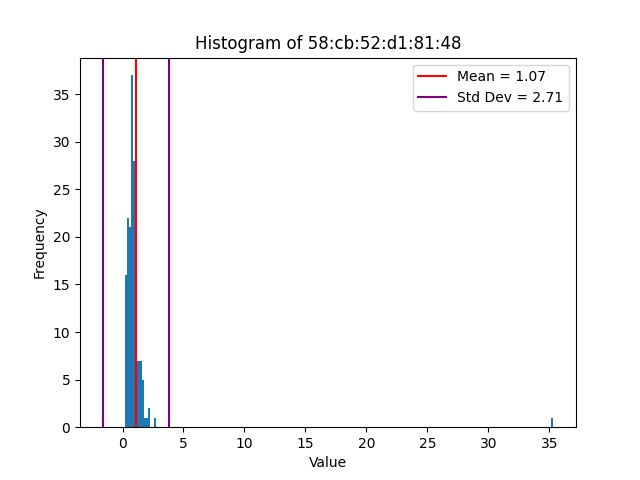 Histogram of 58:cb:52:d1:81:48
Mean = 1.07
Std Dev = 2.71
Frequency
35
30
25
20
15
10
5
0
0 5 10 15 20 25 30 35
Value